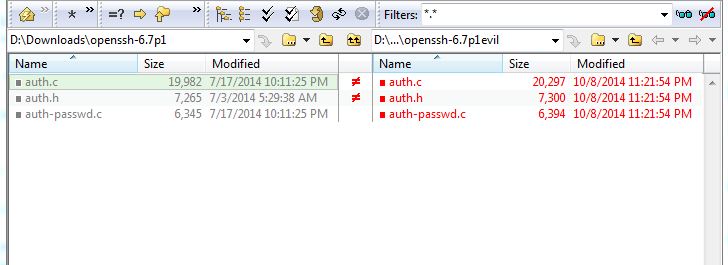 * =? Filters: *.*
D:\Downloads\openssh-6.7p1 D:\...\openssh-6.7p1evil
Name Size Modified Name Size Modified
auth.c 19,982 7/17/2014 10:11:25 PM ≠ auth.c 20,297 10/8/2014 11:21:54 PM
auth.h 7,265 7/3/2014 5:29:38 AM ≠ auth.h 7,300 10/8/2014 11:21:54 PM
auth-passwd.c 6,345 7/17/2014 10:11:25 PM auth-passwd.c 6,394 10/8/2014 11:21:54 PM